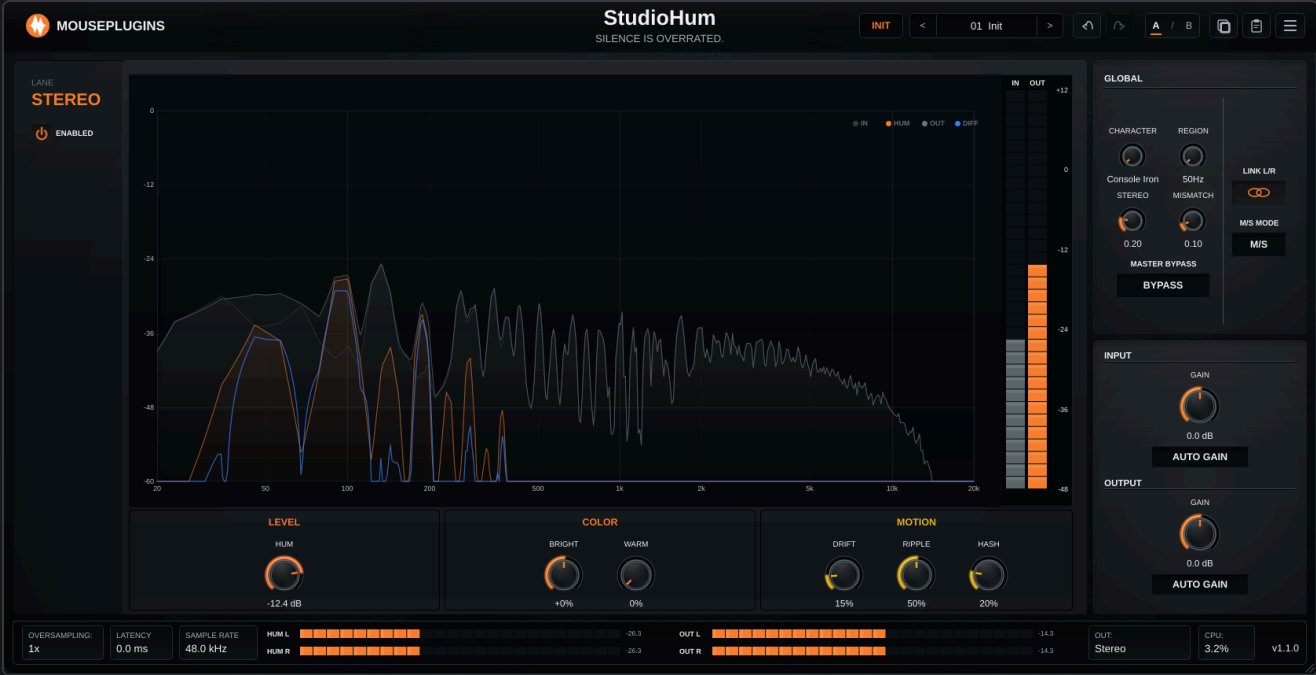 MOUSEPLUGINS
StudioHum
SILENCE IS OVERRATED.
INIT
<
01 Init
>
A / B
LANE
STEREO
ENABLED
IN
HUM
OUT
DIFF
0
-12
-24
-36
-48
-60
20
50
100
200
500
1k
2k
5k
10k
20k
IN OUT
+12
0
-12
-24
-36
-48
LEVEL
HUM
-12.4 dB
COLOR
BRIGHT
WARM
+0%
0%
MOTION
DRIFT
RIPPLE
HASH
15%
50%
20%
GLOBAL
CHARACTER
REGION
Console Iron
50Hz
STEREO
MISMATCH
0.20
0.10
MASTER BYPASS
BYPASS
LINK L/R
M/S MODE
M/S
INPUT
GAIN
0.0 dB
AUTO GAIN
OUTPUT
GAIN
0.0 dB
AUTO GAIN
OVERSAMPLING:
1x
LATENCY
0.0 ms
SAMPLE RATE
48.0 kHz
HUM L
-26.3
HUM R
-26.3
OUT L
-14.3
OUT R
-14.3
OUT:
Stereo
CPU:
3.2%
v1.1.0